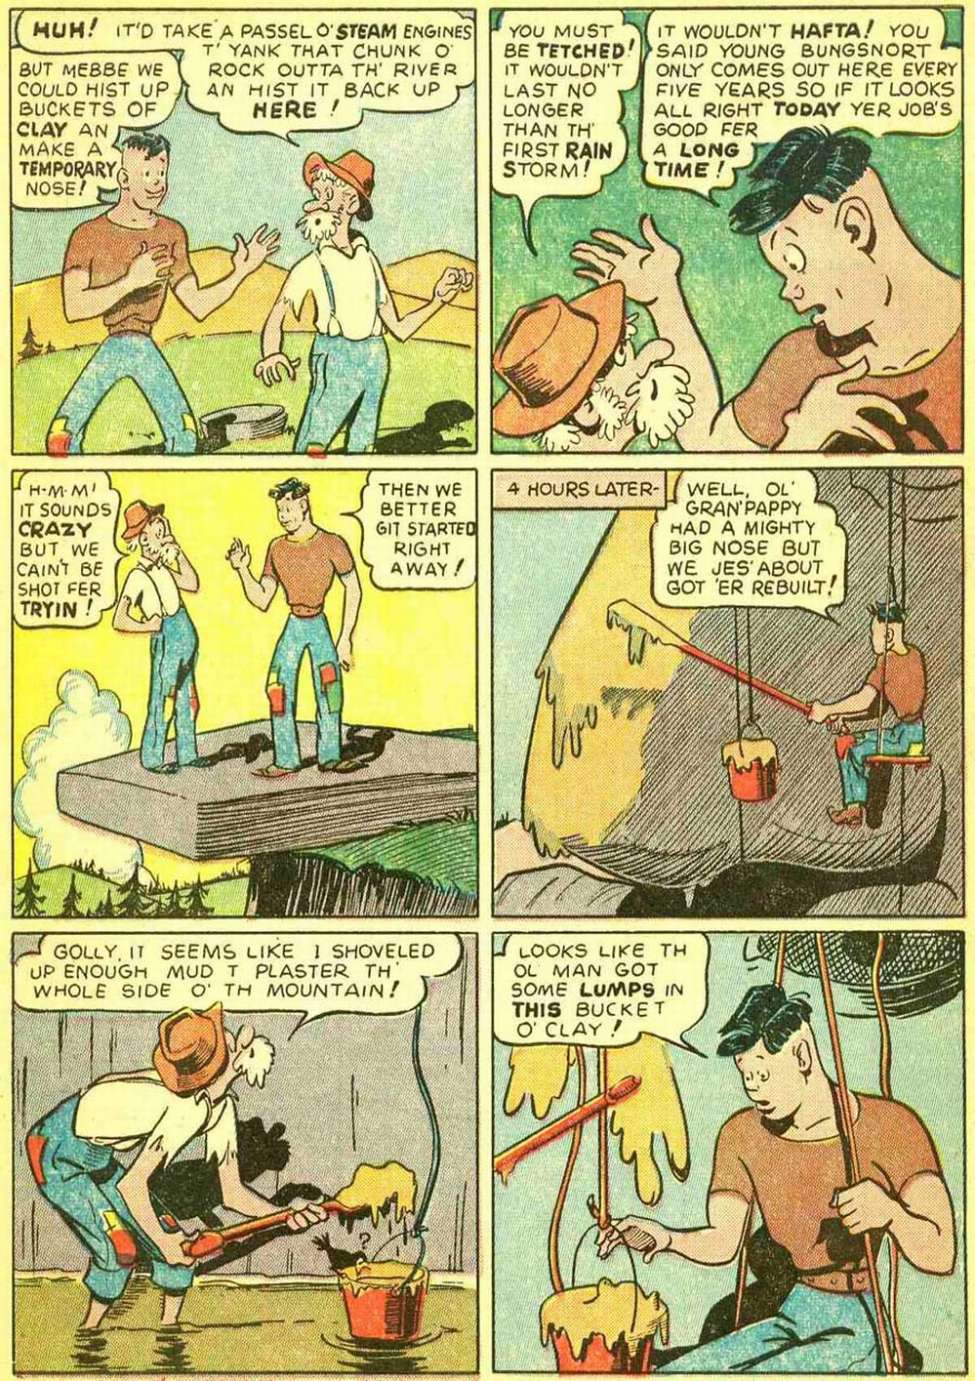 HUH! IT'D TAKE A PASSEL O' STEAM ENGINES
T' YANK THAT CHUNK O'
ROCK OUTTA TH' RIVER
AN HIST IT BACK UP
HERE!
BUT MEBBE WE
COULD HIST UP
BUCKETS OF
CLAY AN
MAKE A
TEMPORARY
NOSE!
YOU MUST
BE TETCHED!
IT WOULDN'T
LAST NO
LONGER
THAN TH'
FIRST RAIN
STORM!
IT WOULDN'T HAFTA! YOU
SAID YOUNG BUNGSNORT
ONLY COMES OUT HERE EVERY
FIVE YEARS SO IF IT LOOKS
ALL RIGHT TODAY YER JOB'S
GOOD FER
A LONG
TIME!
H-M-M!
IT SOUNDS
CRAZY
BUT WE
CAIN'T BE
SHOT FER
TRYIN!
THEN WE
BETTER
GIT STARTED
RIGHT
AWAY!
4 HOURS LATER-
WELL, OL'
GRAN'PAPPY
HAD A MIGHTY
BIG NOSE BUT
WE JES' ABOUT
GOT 'ER REBUILT!
GOLLY, IT SEEMS LIKE I SHOVELED
UP ENOUGH MUD T PLASTER TH'
WHOLE SIDE O' TH MOUNTAIN!
?
LOOKS LIKE TH
OL' MAN GOT
SOME LUMPS IN
THIS BUCKET
O' CLAY!